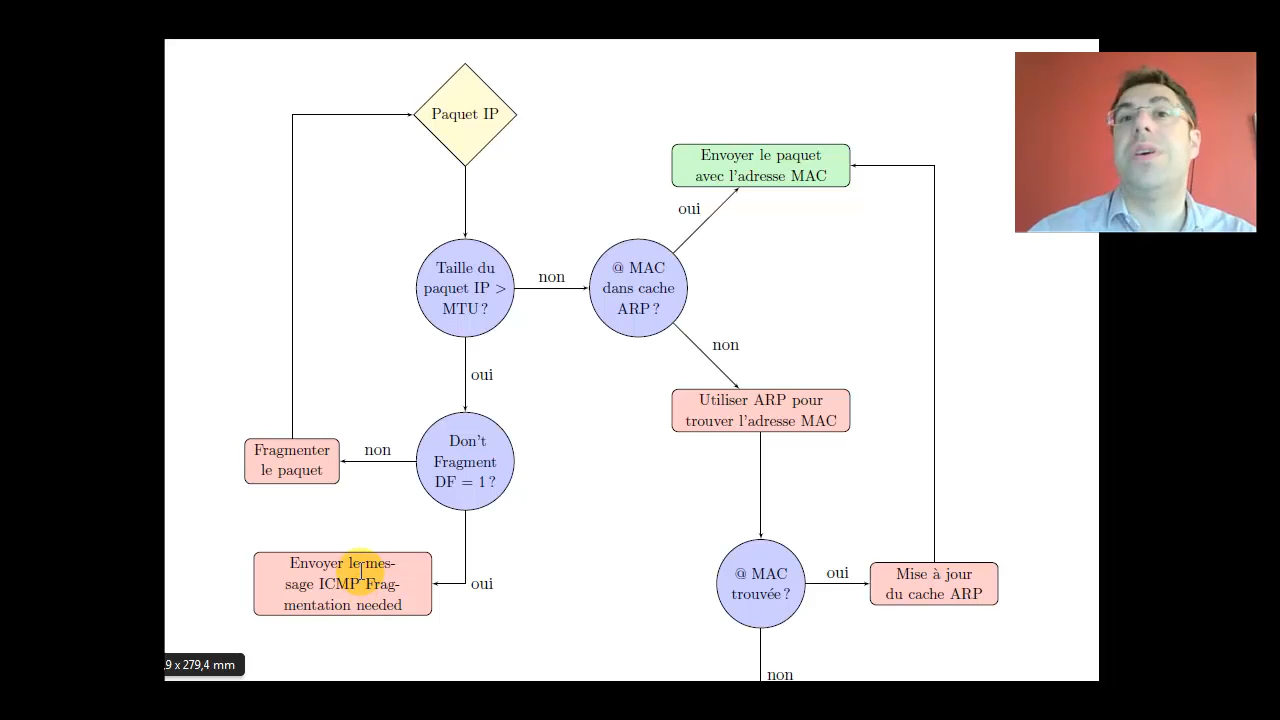 Paquet IP
Envoyer le paquet
avec l'adresse MAC
oui
Taille du
paquet IP >
MTU ?
non
@ MAC
dans cache
ARP ?
non
oui
Utiliser ARP pour
trouver l'adresse MAC
Don't
Fragment
DF = 1 ?
non
Fragmenter
le paquet
Envoyer le mes-
sage ICMP Frag-
mentation needed
oui
@ MAC
trouvée ?
oui
Mise à jour
du cache ARP
.9 x 279,4 mm
non